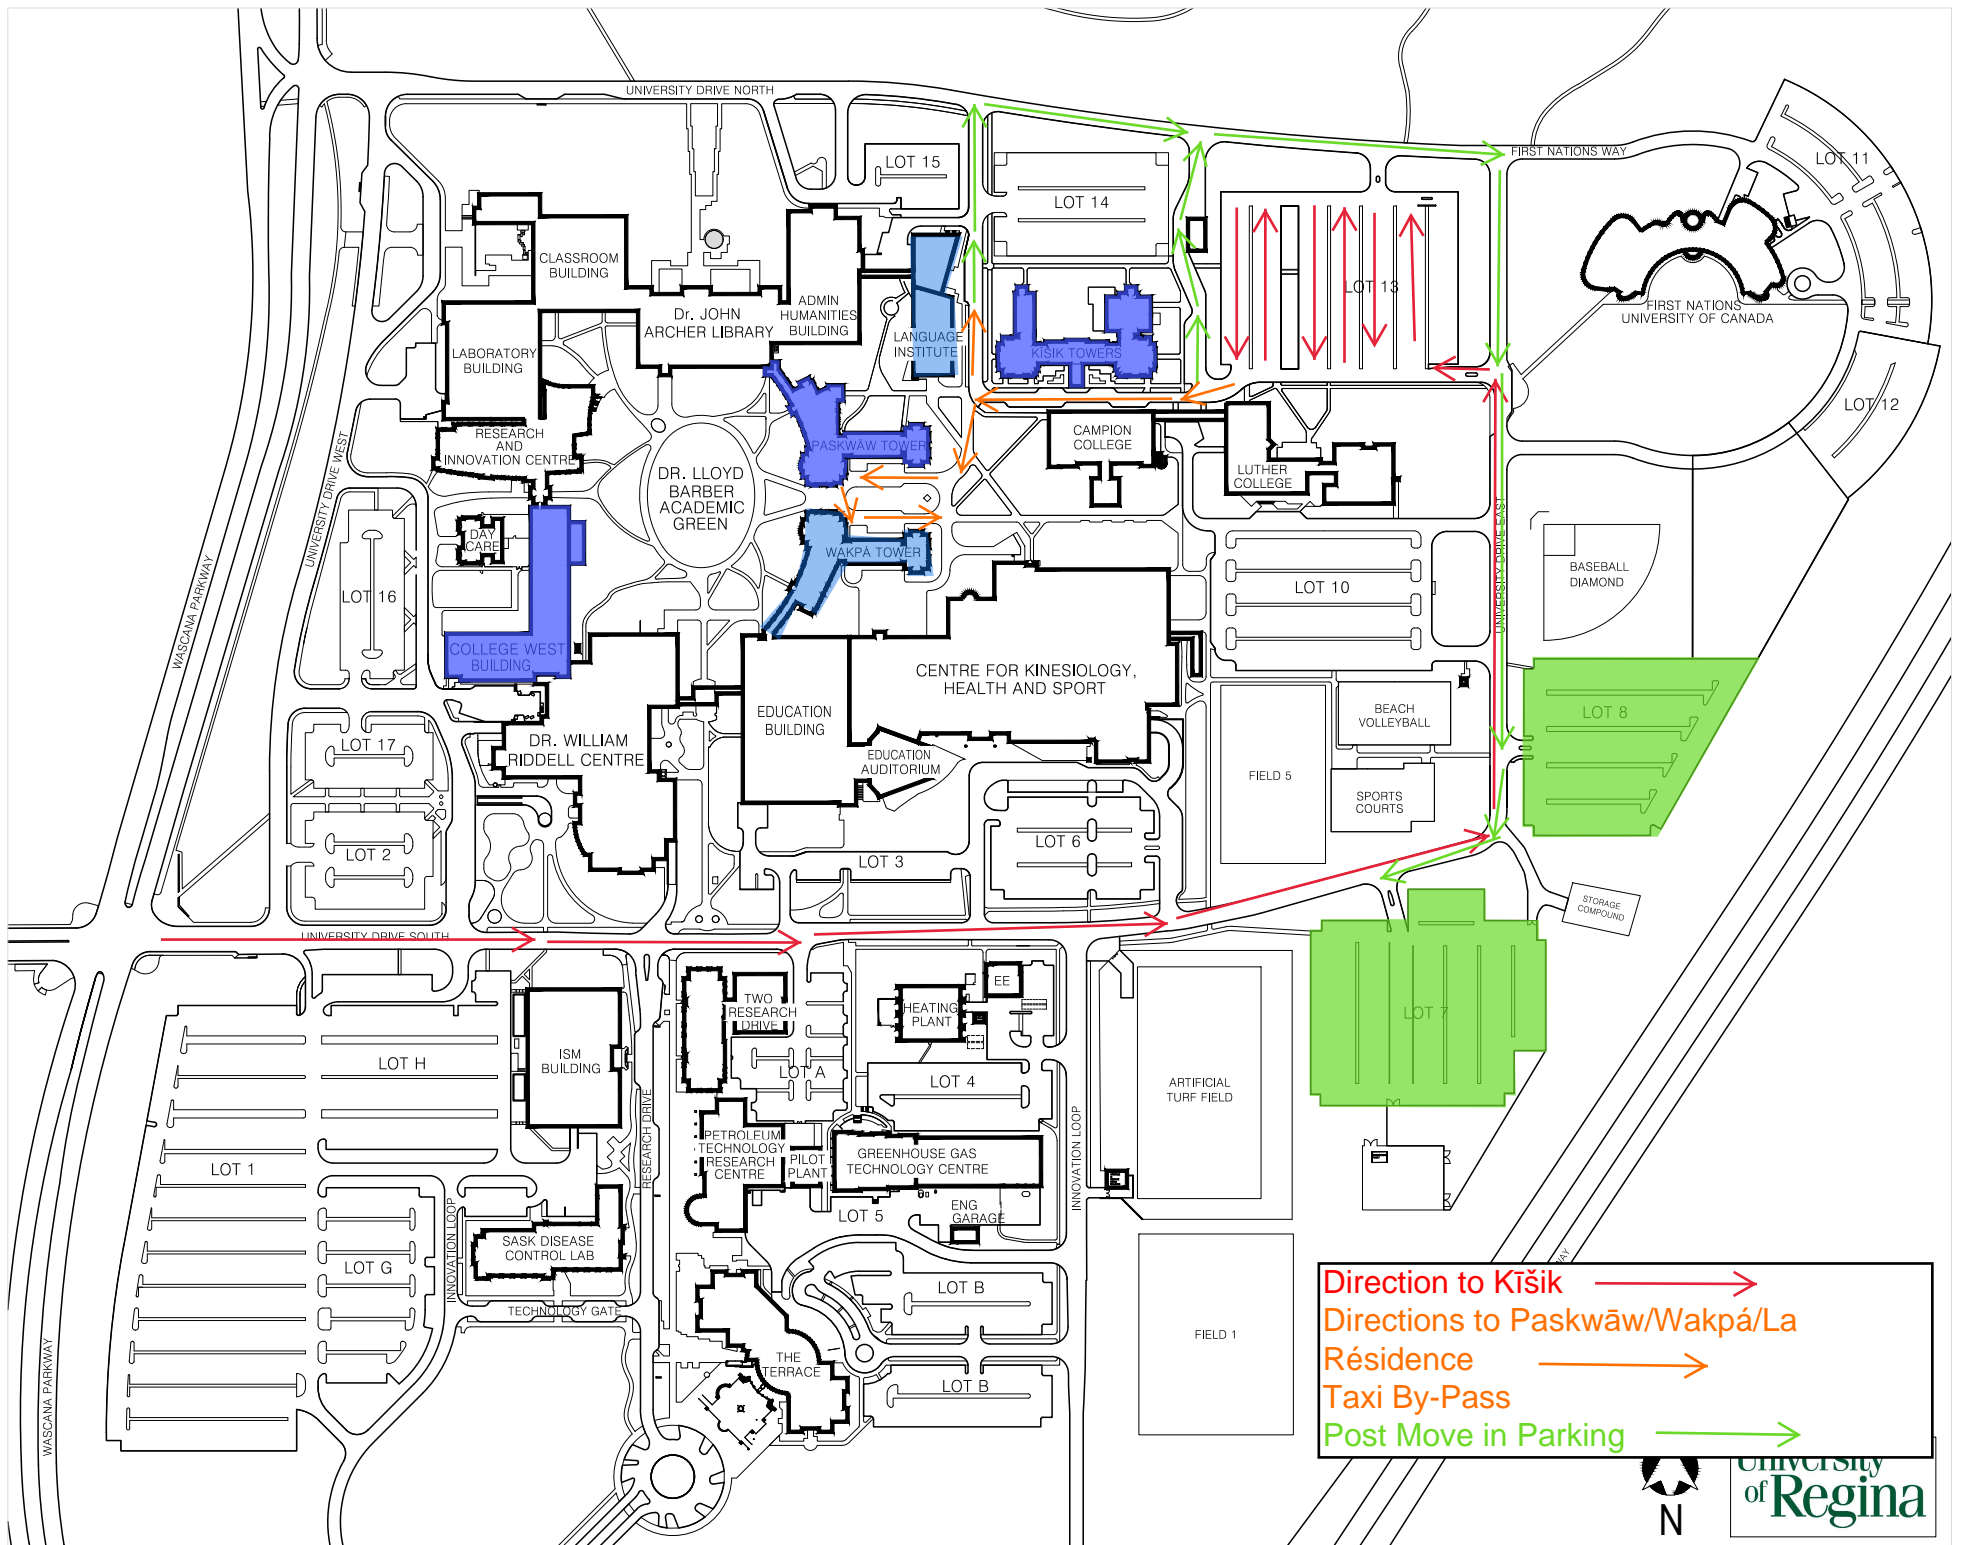 UNIVERSITY DRIVE NORTH
FIRST NATIONS WAY
LOT 15
LOT 11
LOT 14
CLASSROOM
BUILDING
LOT 13
FIRST NATIONS
UNIVERSITY OF CANADA
Dr. JOHN
ARCHER LIBRARY
ADMIN
HUMANITIES
BUILDING
LANGUAGE
INSTITUTE
KĪŠIK TOWERS
LABORATORY
BUILDING
LOT 12
RESEARCH
AND
INNOVATION CENTRE
PASKWĀW TOWER
CAMPION
COLLEGE
LUTHER
COLLEGE
UNIVERSITY DRIVE WEST
DR. LLOYD
BARBER
ACADEMIC
GREEN
DAY
CARE
WAKPÁ TOWER
UNIVERSITY DRIVE EAST
BASEBALL
DIAMOND
LOT 16
LOT 10
WASCANA PARKWAY
COLLEGE WEST
BUILDING
CENTRE FOR KINESIOLOGY,
HEALTH AND SPORT
EDUCATION
BUILDING
BEACH
VOLLEYBALL
LOT 8
LOT 17
DR. WILLIAM
RIDDELL CENTRE
EDUCATION
AUDITORIUM
FIELD 5
SPORTS
COURTS
LOT 2
LOT 3
LOT 6
STORAGE
COMPOUND
UNIVERSITY DRIVE SOUTH
TWO
RESEARCH
DRIVE
HEATING
PLANT
EE
LOT 7
ISM
BUILDING
LOT H
LOT A
LOT 4
ARTIFICIAL
TURF FIELD
RESEARCH DRIVE
INNOVATION LOOP
PETROLEUM
TECHNOLOGY
RESEARCH
CENTRE
PILOT
PLANT
GREENHOUSE GAS
TECHNOLOGY CENTRE
LOT 1
LOT 5
ENG
GARAGE
INNOVATION LOOP
SASK DISEASE
CONTROL LAB
LOT G
TECHNOLOGY GATE
LOT B
FIELD 1
THE
TERRACE
LOT B
WASCANA PARKWAY
WAY
Direction to Kīšik
Directions to Paskwāw/Wakpá/La
Résidence
Taxi By-Pass
Post Move in Parking
N
University
of Regina